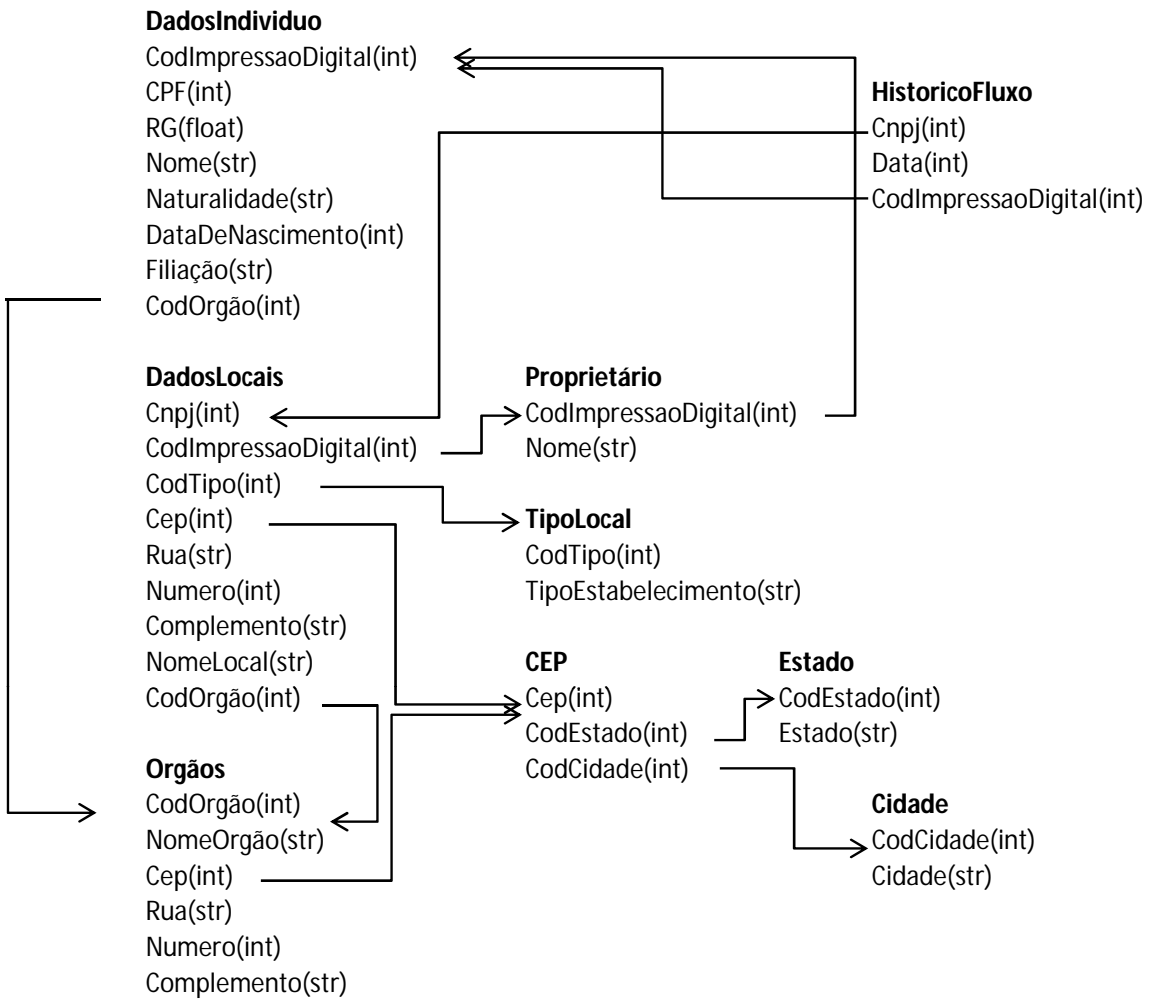 DadosIndividuo
CodImpressaoDigital(int)
CPF(int)
RG(float)
Nome(str)
Naturalidade(str)
DataDeNascimento(int)
Filiação(str)
CodOrgão(int)
HistoricoFluxo
Cnpj(int)
Data(int)
CodImpressaoDigital(int)
DadosLocais
Cnpj(int)
CodImpressaoDigital(int)
CodTipo(int)
Cep(int)
Rua(str)
Numero(int)
Complemento(str)
NomeLocal(str)
CodOrgão(int)
Proprietário
CodImpressaoDigital(int)
Nome(str)
TipoLocal
CodTipo(int)
TipoEstabelecimento(str)
CEP
Cep(int)
CodEstado(int)
CodCidade(int)
Estado
CodEstado(int)
Estado(str)
Orgãos
CodOrgão(int)
NomeOrgão(str)
Cep(int)
Rua(str)
Numero(int)
Complemento(str)
Cidade
CodCidade(int)
Cidade(str)